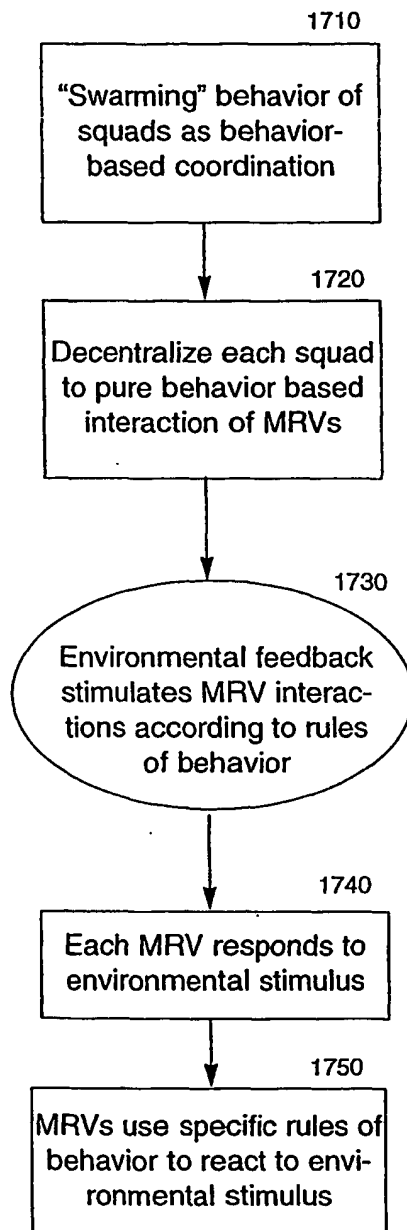 1710
“Swarming” behavior of
squads as behavior-
based coordination
1720
Decentralize each squad
to pure behavior based
interaction of MRVs
1730
Environmental feedback
stimulates MRV interac-
tions according to rules
of behavior
1740
Each MRV responds to
environmental stimulus
1750
MRVs use specific rules of
behavior to react to envi-
ronmental stimulus